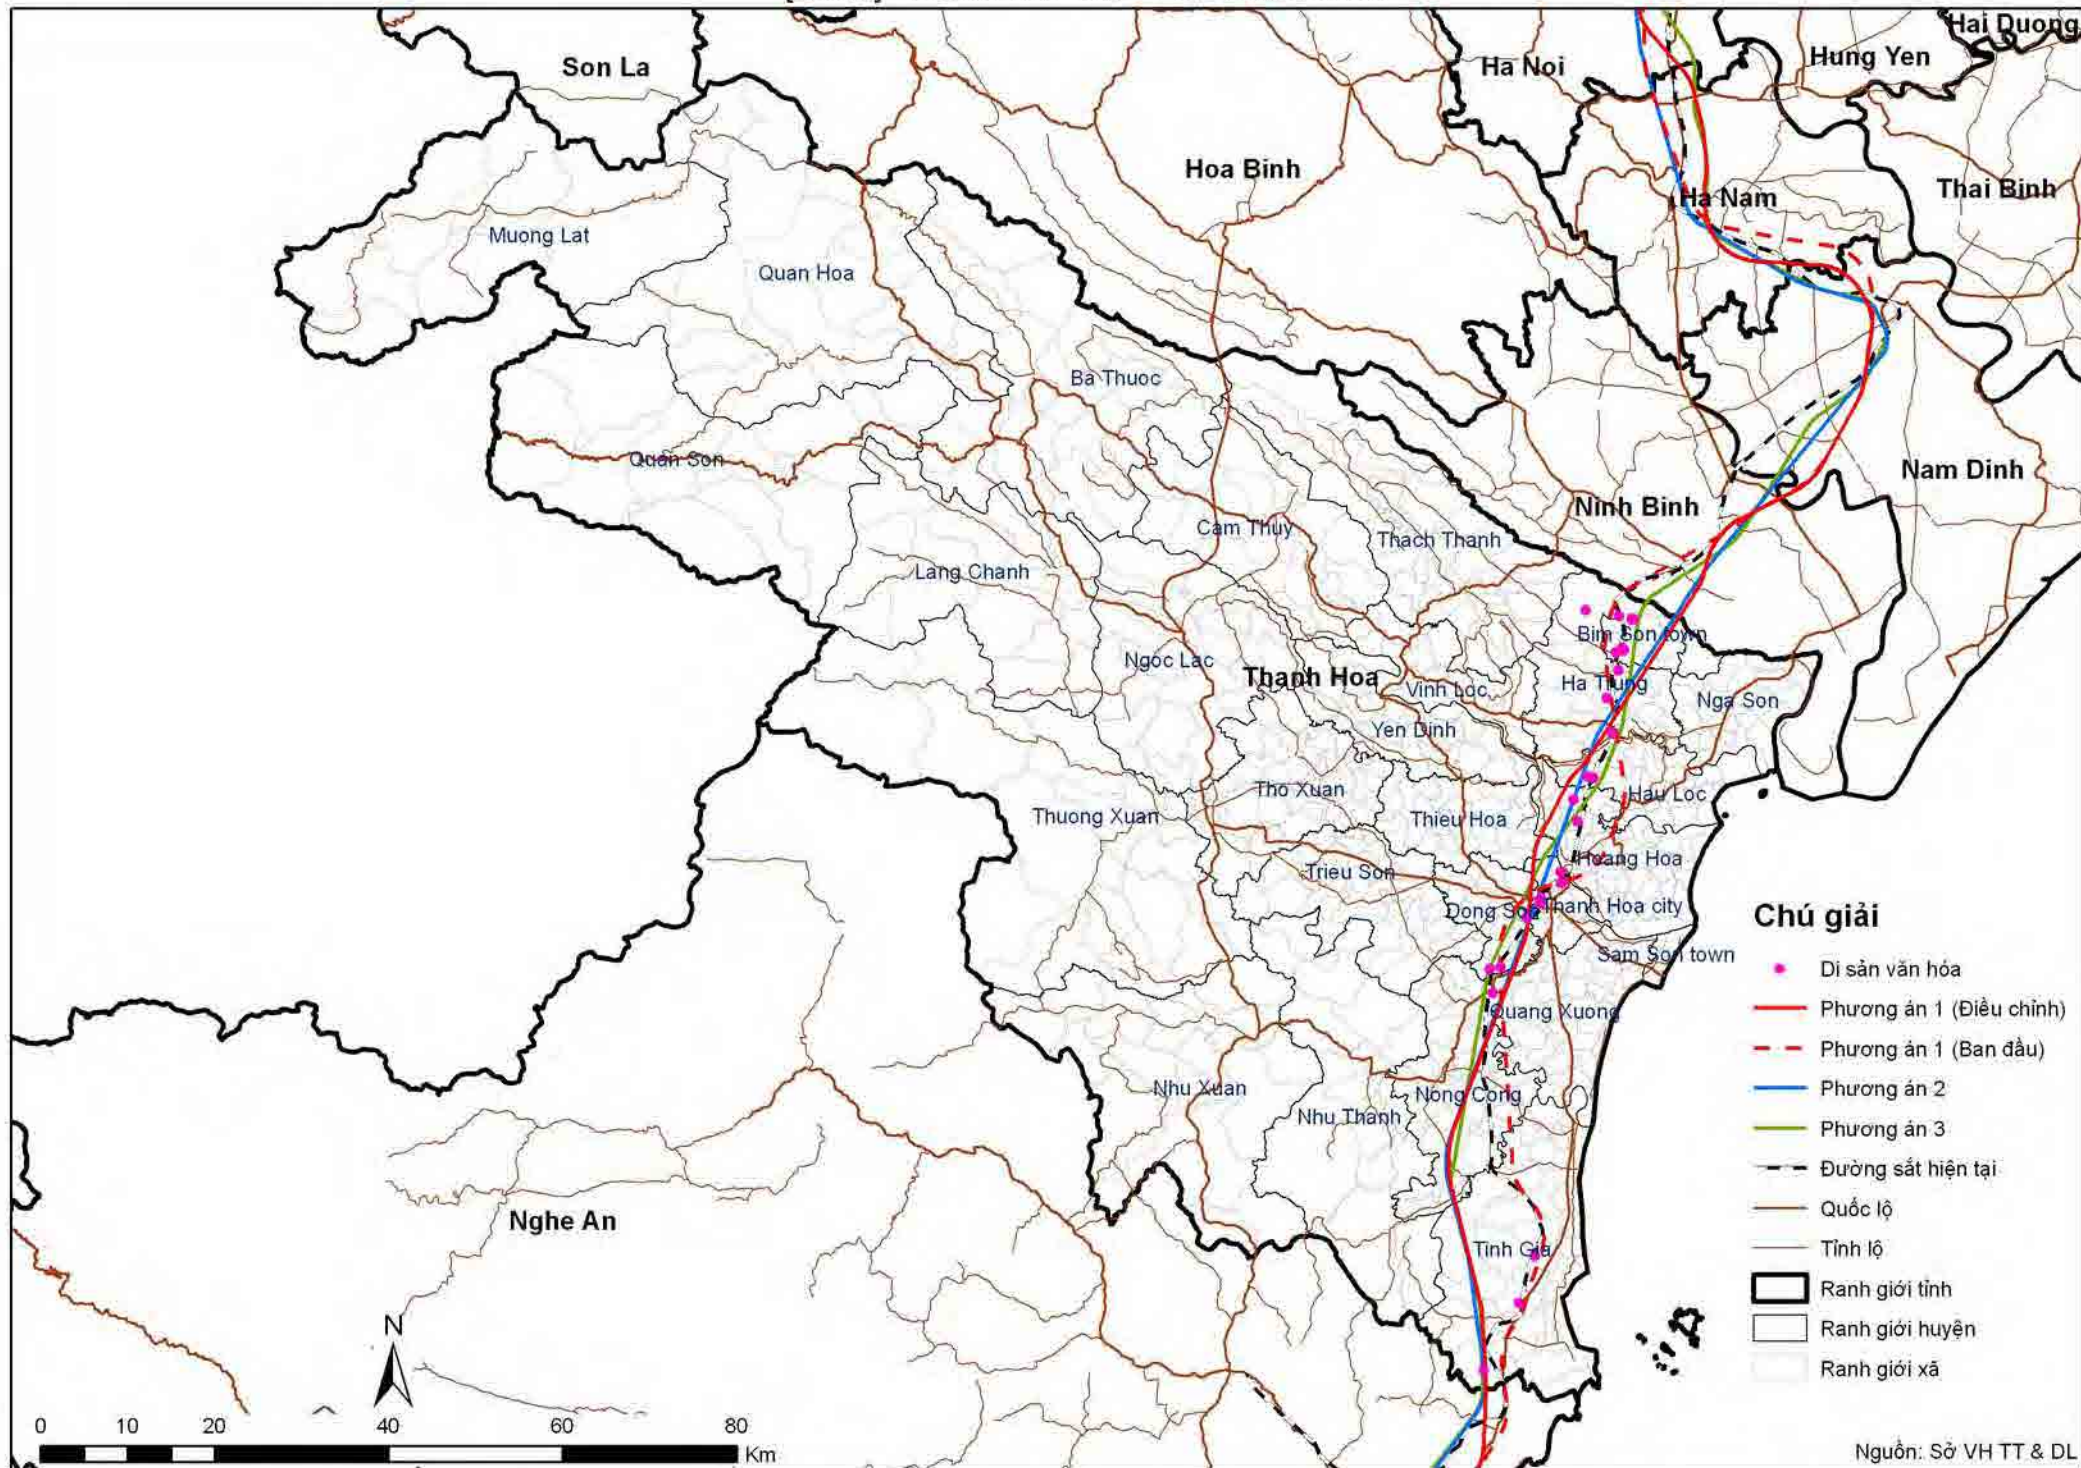 Hai Duong
Son La
Ha Noi
Hung Yen
Hoa Binh
Ha Nam
Thai Binh
Muong Lat
Quan Hoa
Ba Thuoc
Quan Son
Nam Dinh
Ninh Binh
Cam Thuy
Thach Thanh
Lang Chanh
Bim Son town
Ngoc Lac
Thanh Hoa
Vinh Loc
Ha Trung
Nga Son
Yen Dinh
Tho Xuan
Hau Loc
Thuong Xuan
Thieu Hoa
Hoang Hoa
Trieu Son
Dong Son
Thanh Hoa city
Sam Son town
Quang Xuong
Nhu Xuan
Nong Cong
Nhu Thanh
Nghe An
Tinh Gia
Chú giải
Di sản văn hóa
Phương án 1 (Điều chỉnh)
Phương án 1 (Ban đầu)
Phương án 2
Phương án 3
Đường sắt hiện tại
Quốc lộ
Tỉnh lộ
Ranh giới tỉnh
Ranh giới huyện
Ranh giới xã
N
0 10 20 40 60 80
Km
Nguồn: Sở VH TT & DL